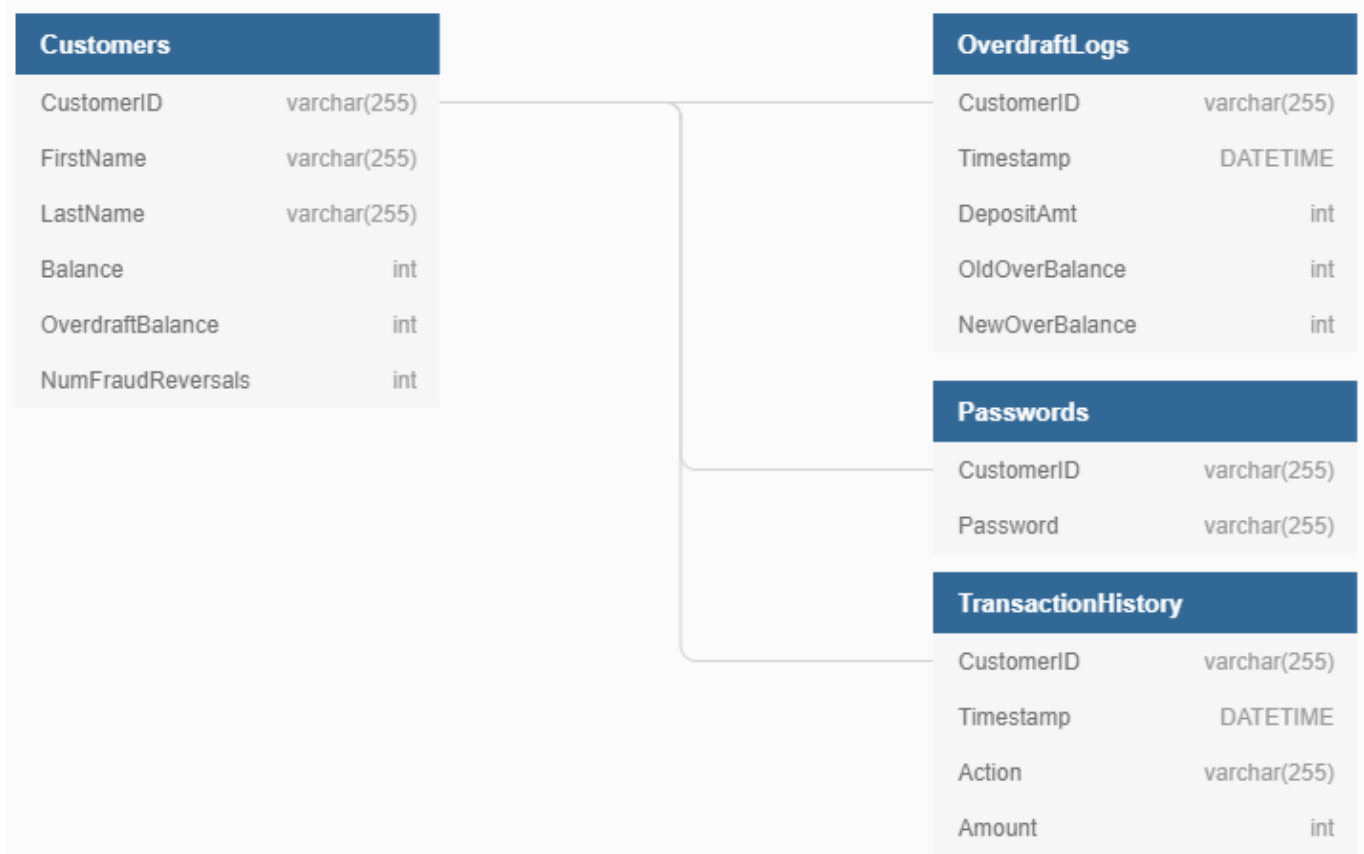 Customers
CustomerID varchar(255)
FirstName varchar(255)
LastName varchar(255)
Balance int
OverdraftBalance int
NumFraudReversals int
OverdraftLogs
CustomerID varchar(255)
Timestamp DATETIME
DepositAmt int
OldOverBalance int
NewOverBalance int
Passwords
CustomerID varchar(255)
Password varchar(255)
TransactionHistory
CustomerID varchar(255)
Timestamp DATETIME
Action varchar(255)
Amount int